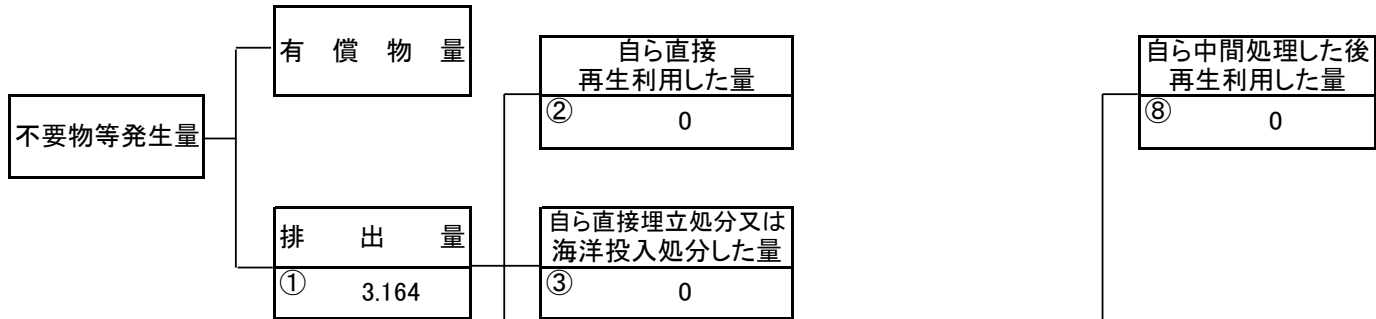 有償物量
自ら直接
再生利用した量
② 0
自ら中間処理した後
再生利用した量
⑧ 0
不要物等発生量
排出量
① 3.164
自ら直接埋立処分又は
海洋投入処分した量
③ 0